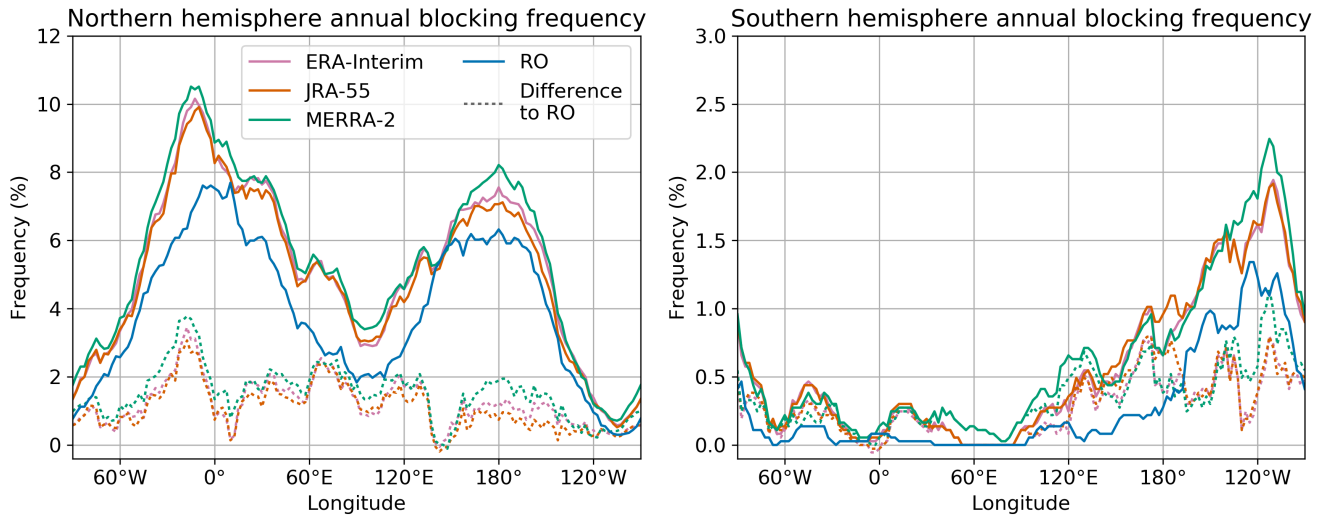 Northern hemisphere annual blocking frequency
12
10
8
6
4
2
0
Frequency (%)
ERA-Interim
JRA-55
MERRA-2
RO
Difference
to RO
60°W
0°
60°E
120°E
180°
120°W
Longitude
Southern hemisphere annual blocking frequency
3.0
2.5
2.0
1.5
1.0
0.5
0.0
Frequency (%)
60°W
0°
60°E
120°E
180°
120°W
Longitude